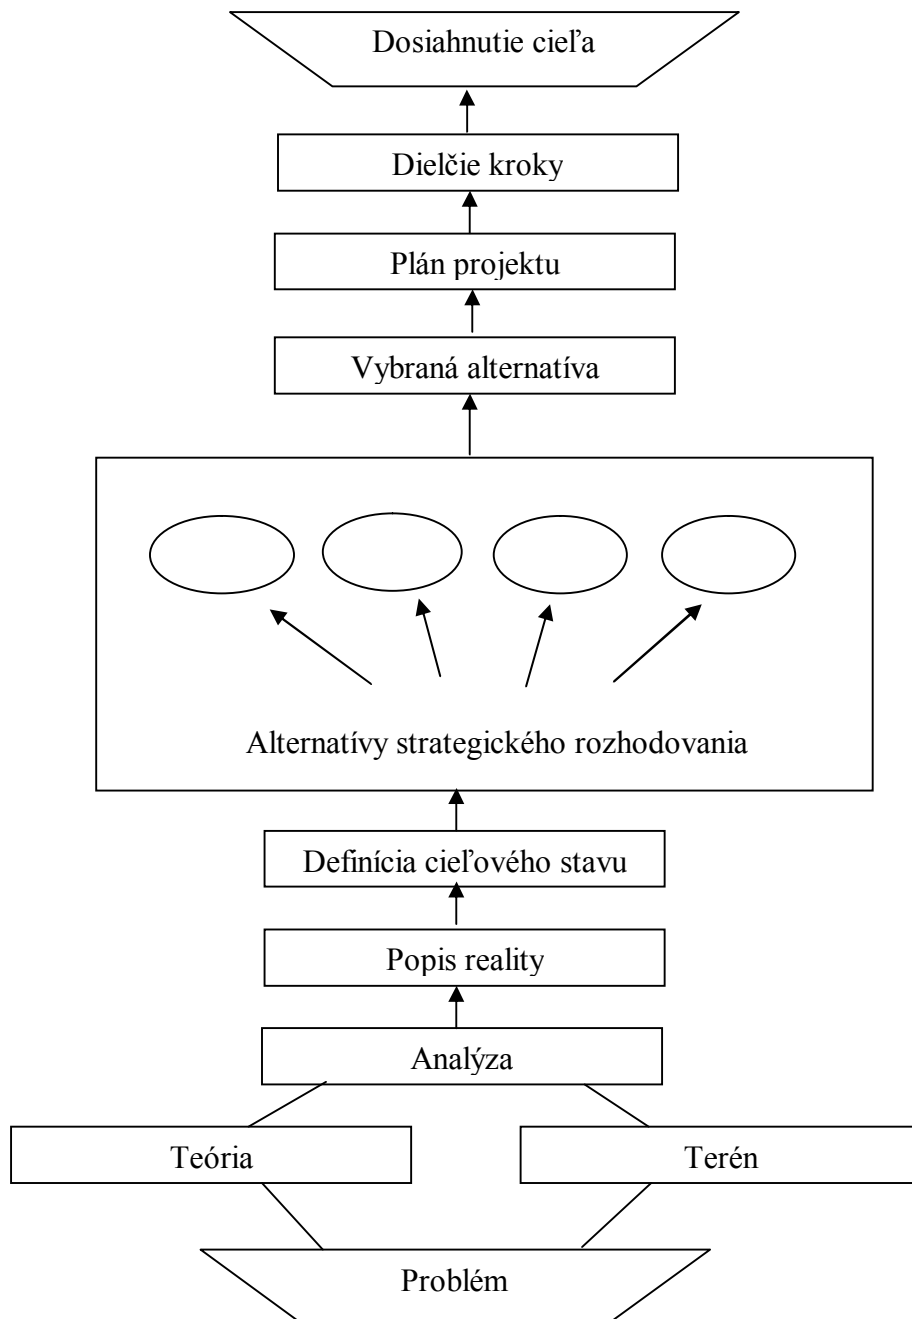 Dosiahnutie cieľa
Dielčie kroky
Plán projektu
Vybraná alternatíva
Alternatívy strategického rozhodovania
Definícia cieľového stavu
Popis reality
Analýza
Teória
Terén
Problém